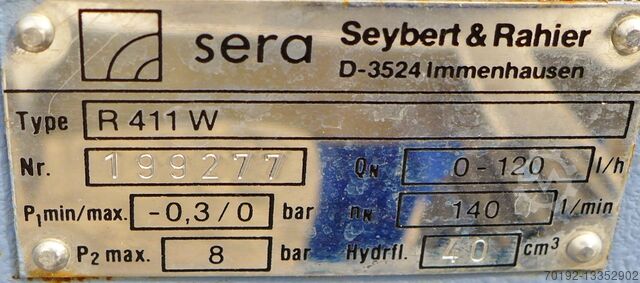 sera Seybert & Rahier
D-3524 Immenhausen
Type R 411 W
Nr. 199277 QN 0-120 l/h
P1min/max. -0,3/0 bar nN 140 1/min
P2 max. 8 bar Hydrfl. 40 cm³
70192-13352902